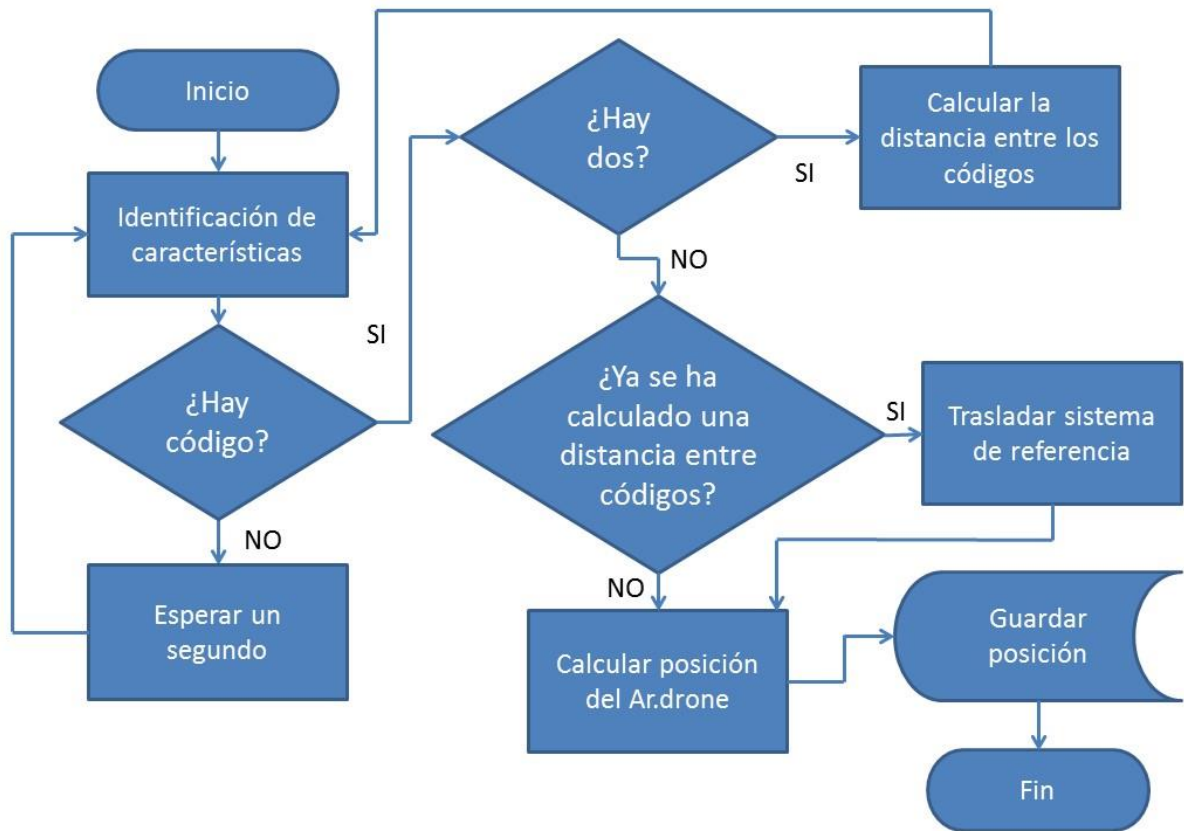 Inicio
Identificación de
características
¿Hay
código?
SI
NO
Esperar un
segundo
¿Hay
dos?
SI
NO
Calcular la
distancia entre los
códigos
¿Ya se ha
calculado una
distancia entre
códigos?
SI
NO
Trasladar sistema
de referencia
Calcular posición
del Ar.drone
Guardar
posición
Fin